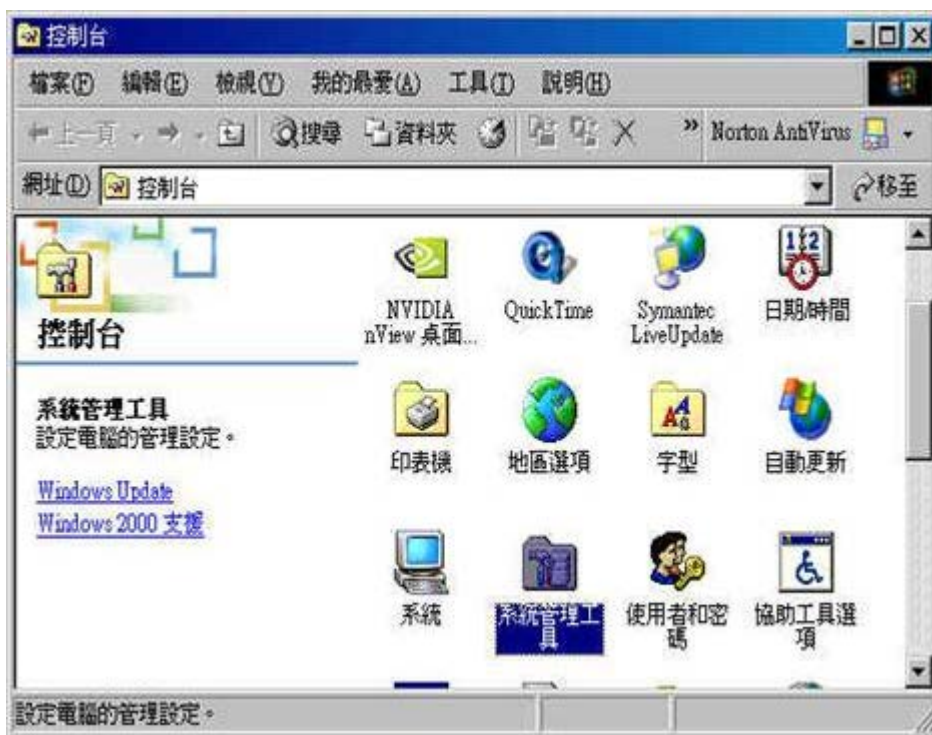 控制台
檔案(F) 編輯(E) 檢視(V) 我的最愛(A) 工具(T) 說明(H)
上一頁 搜尋 資料夾 » Norton AntiVirus
網址(D) 控制台 移至
控制台
系統管理工具
設定電腦的管理設定。
Windows Update
Windows 2000 支援
NVIDIA nView 桌面...
QuickTime
Symantec LiveUpdate
12
日期/時間
印表機
地區選項
字型
自動更新
系統
系統管理工具
使用者和密碼
協助工具選項
設定電腦的管理設定。